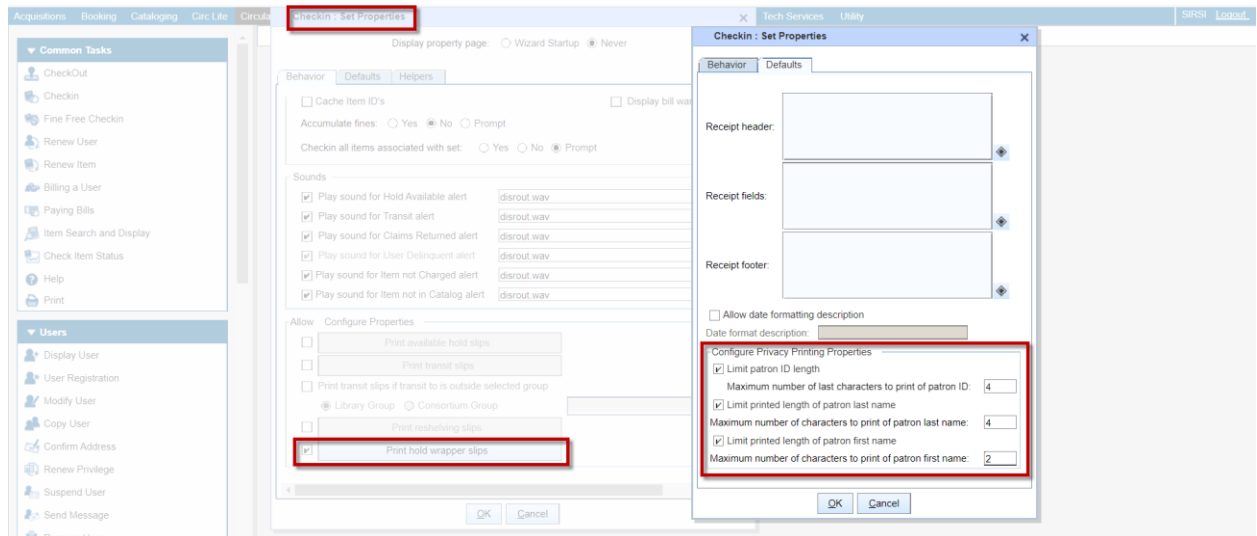 Acquisitions Booking Cataloging Circ Lite Circula Tech Services Utility SIRSI Logout
Common Tasks
CheckOut
Checkin
Fine Free Checkin
Renew User
Renew Item
Billing a User
Paying Bills
Item Search and Display
Check Item Status
Help
Print
Users
Display User
User Registration
Modify User
Copy User
Confirm Address
Renew Privilege
Suspend User
Send Message
Checkin : Set Properties
Display property page: Wizard Startup Never
Behavior Defaults Helpers
Cache Item ID's Display bill war
Accumulate fines: Yes No Prompt
Checkin all items associated with set: Yes No Prompt
Sounds
Play sound for Hold Available alert disrout.wav
Play sound for Transit alert disrout.wav
Play sound for Claims Returned alert disrout.wav
Play sound for User Delinquent alert disrout.wav
Play sound for Item not Charged alert disrout.wav
Play sound for Item not in Catalog alert disrout.wav
Allow Configure Properties
Print available hold slips
Print transit slips
Print transit slips if transit to is outside selected group
Library Group Consortium Group
Print reshelving slips
Print hold wrapper slips
OK Cancel
Checkin : Set Properties
Behavior Defaults
Receipt header:
Receipt fields:
Receipt footer:
Allow date formatting description
Date format description:
Configure Privacy Printing Properties
Limit patron ID length
Maximum number of last characters to print of patron ID: 4
Limit printed length of patron last name
Maximum number of characters to print of patron last name: 4
Limit printed length of patron first name
Maximum number of characters to print of patron first name: 2
OK Cancel